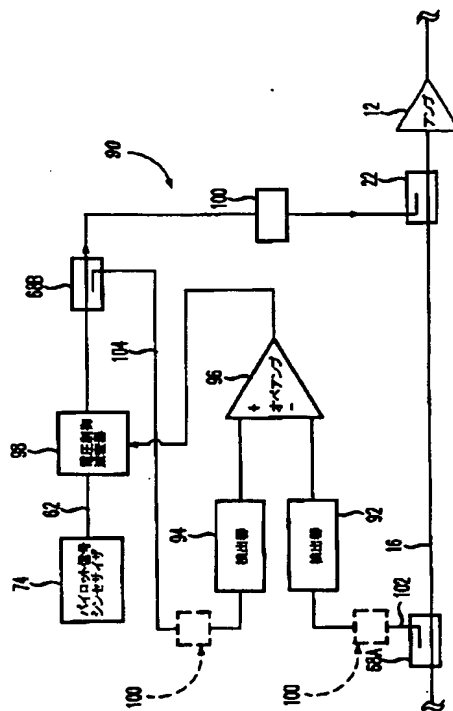 90
100
68B
104
98
電圧制御
減衰器
62
74
パイロット信号
シンセサイザ
96
+
オペアンプ
-
94
検出器
92
検出器
100
100
102
68A
16
22
12
アンプ